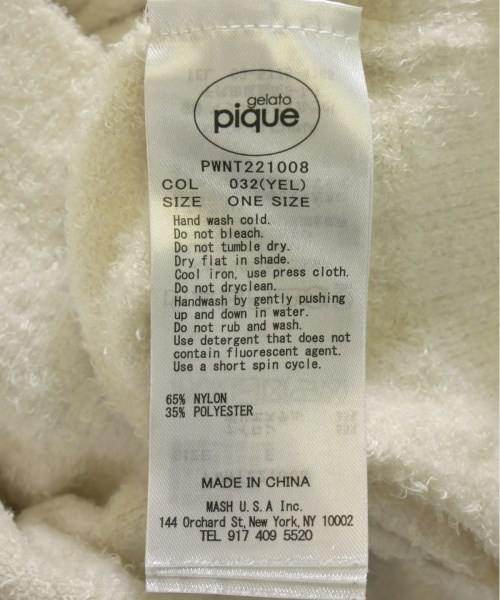 gelato
pique
PWNT221008
COL 032(YEL)
SIZE ONE SIZE
Hand wash cold.
Do not bleach.
Do not tumble dry.
Dry flat in shade.
Cool iron, use press cloth.
Do not dryclean.
Handwash by gently pushing
up and down in water.
Do not rub and wash.
Use detergent that does not
contain fluorescent agent.
Use a short spin cycle.
65% NYLON
35% POLYESTER
MADE IN CHINA
MASH U.S.A Inc.
144 Orchard St, New York, NY 10002
TEL 917 409 5520